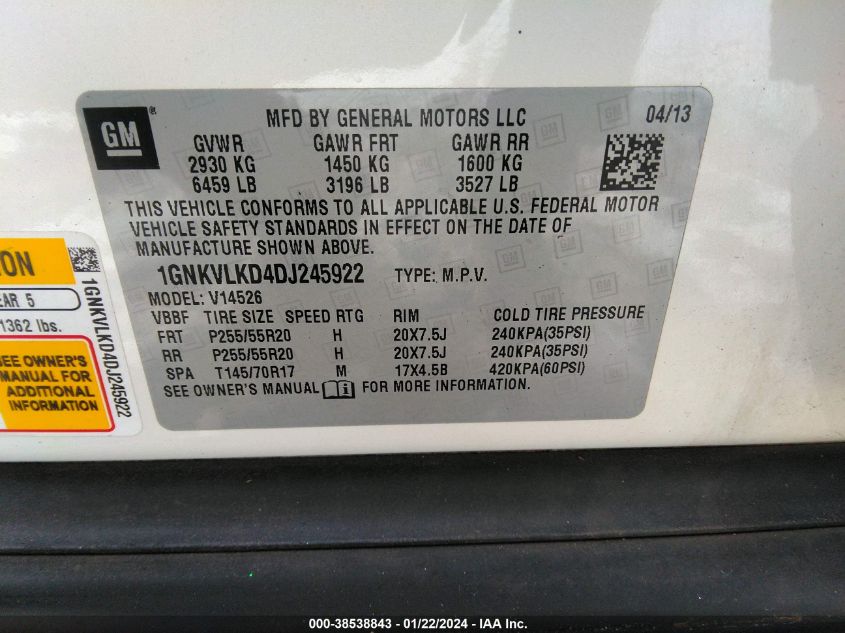 GM
®
MFD BY GENERAL MOTORS LLC 04/13
GVWR GAWR FRT GAWR RR
2930 KG 1450 KG 1600 KG
6459 LB 3196 LB 3527 LB
THIS VEHICLE CONFORMS TO ALL APPLICABLE U.S. FEDERAL MOTOR
VEHICLE SAFETY STANDARDS IN EFFECT ON THE DATE OF
MANUFACTURE SHOWN ABOVE.
1GNKVLKD4DJ245922 TYPE: M.P.V.
MODEL: V14526
VBBF TIRE SIZE SPEED RTG RIM COLD TIRE PRESSURE
FRT P255/55R20 H 20X7.5J 240KPA(35PSI)
RR P255/55R20 H 20X7.5J 240KPA(35PSI)
SPA T145/70R17 M 17X4.5B 420KPA(60PSI)
SEE OWNER'S MANUAL FOR MORE INFORMATION.
EAR 5
1362 lbs.
SEE OWNER'S
MANUAL FOR
ADDITIONAL
INFORMATION
1GNKVLKD4DJ245922
000-38538843 - 01/22/2024 - IAA Inc.